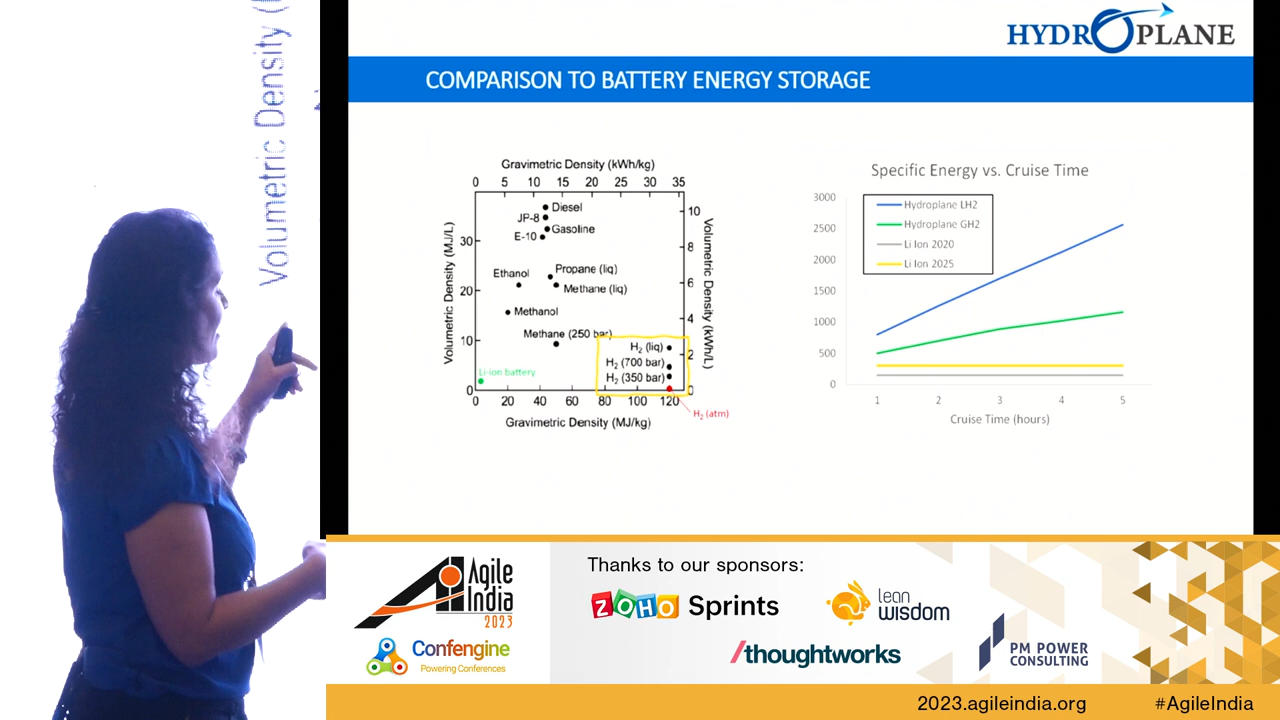 Volumetric Density (
HYDROPLANE
COMPARISON TO BATTERY ENERGY STORAGE
Gravimetric Density (kWh/kg)
0 5 10 15 20 25 30 35
Volumetric Density (MJ/L)
30
20
10
0
Diesel
JP-8
Gasoline
E-10
Ethanol
Propane (liq)
Methane (liq)
Methanol
Methane (250 bar)
H₂ (liq)
H₂ (700 bar)
H₂ (350 bar)
Li-ion battery
10
8
6
4
2
0
Volumetric Density (kWh/L)
0 20 40 60 80 100 120
H₂ (atm)
Gravimetric Density (MJ/kg)
Specific Energy vs. Cruise Time
3000
2500
2000
1500
1000
500
0
Hydroplane LH2
Hydroplane GH2
Li Ion 2020
Li Ion 2025
1 2 3 4 5
Cruise Time (hours)
Agile
India
2023
Confengine
Powering Conferences
Thanks to our sponsors:
ZOHO Sprints
lean
wisdom
/thoughtworks
PM POWER
CONSULTING
2023.agileindia.org #AgileIndia